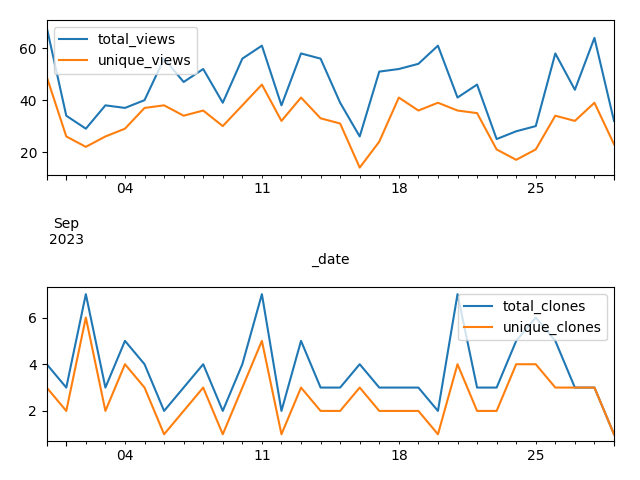 total_views
unique_views
60
40
20
04 11 18 25
Sep
2023
_date
total_clones
unique_clones
6
4
2
04 11 18 25